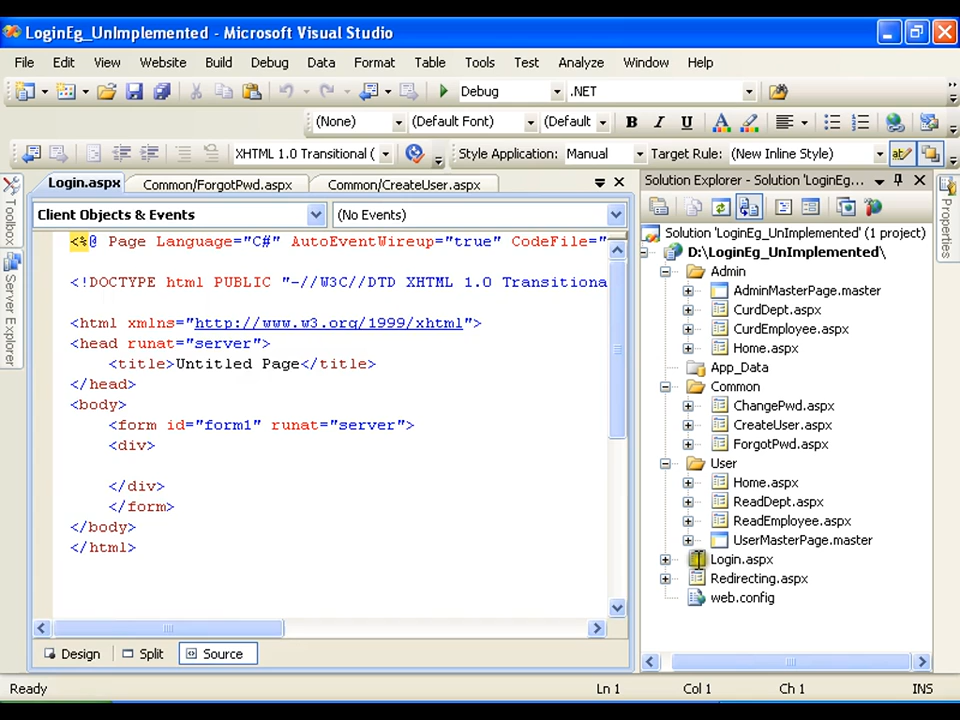 LoginEg_UnImplemented - Microsoft Visual Studio
File Edit View Website Build Debug Data Format Table Tools Test Analyze Window Help
Debug .NET
(None) (Default Font) (Default B I U A
XHTML 1.0 Transitional ( Style Application: Manual Target Rule: (New Inline Style)
Login.aspx Common/ForgotPwd.aspx Common/CreateUser.aspx
Client Objects & Events (No Events)
<%@ Page Language="C#" AutoEventWireup="true" CodeFile="
<!DOCTYPE html PUBLIC "-//W3C//DTD XHTML 1.0 Transitiona
<html xmlns="http://www.w3.org/1999/xhtml">
<head runat="server">
<title>Untitled Page</title>
</head>
<body>
<form id="form1" runat="server">
<div>
</div>
</form>
</body>
</html>
Design Split Source
Toolbox
Server Explorer
Solution Explorer - Solution 'LoginEg_...
Solution 'LoginEg_UnImplemented' (1 project)
D:\LoginEg_UnImplemented\
Admin
AdminMasterPage.master
CurdDept.aspx
CurdEmployee.aspx
Home.aspx
App_Data
Common
ChangePwd.aspx
CreateUser.aspx
ForgotPwd.aspx
User
Home.aspx
ReadDept.aspx
ReadEmployee.aspx
UserMasterPage.master
Login.aspx
Redirecting.aspx
web.config
Properties
Ready Ln 1 Col 1 Ch 1 INS